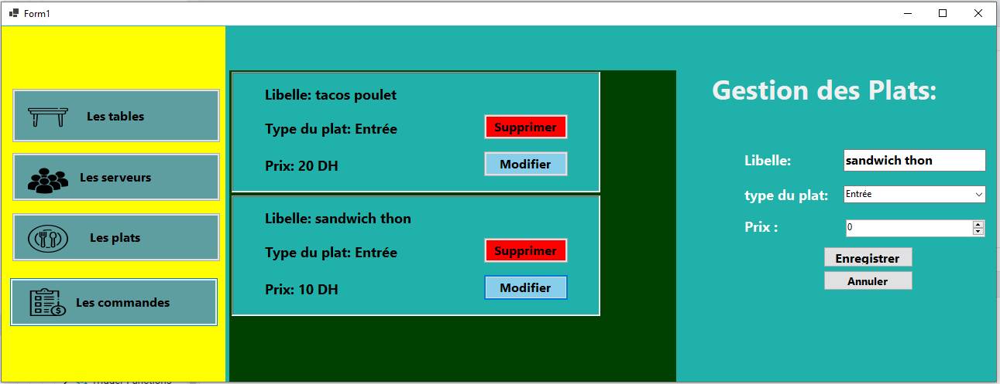 Form1
Les tables
Les serveurs
Les plats
Les commandes
Libelle: tacos poulet
Type du plat: Entrée
Supprimer
Prix: 20 DH
Modifier
Libelle: sandwich thon
Type du plat: Entrée
Supprimer
Prix: 10 DH
Modifier
Gestion des Plats:
Libelle: sandwich thon
type du plat: Entrée
Prix : 0
Enregistrer
Annuler
Trigger Functions